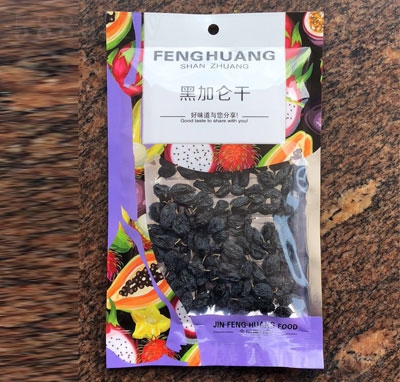 FENGHUANG
SHAN ZHUANG
黑加仑干
好味道与您分享!
Good taste to share with you!
JIN-FENG-HUANG FOOD